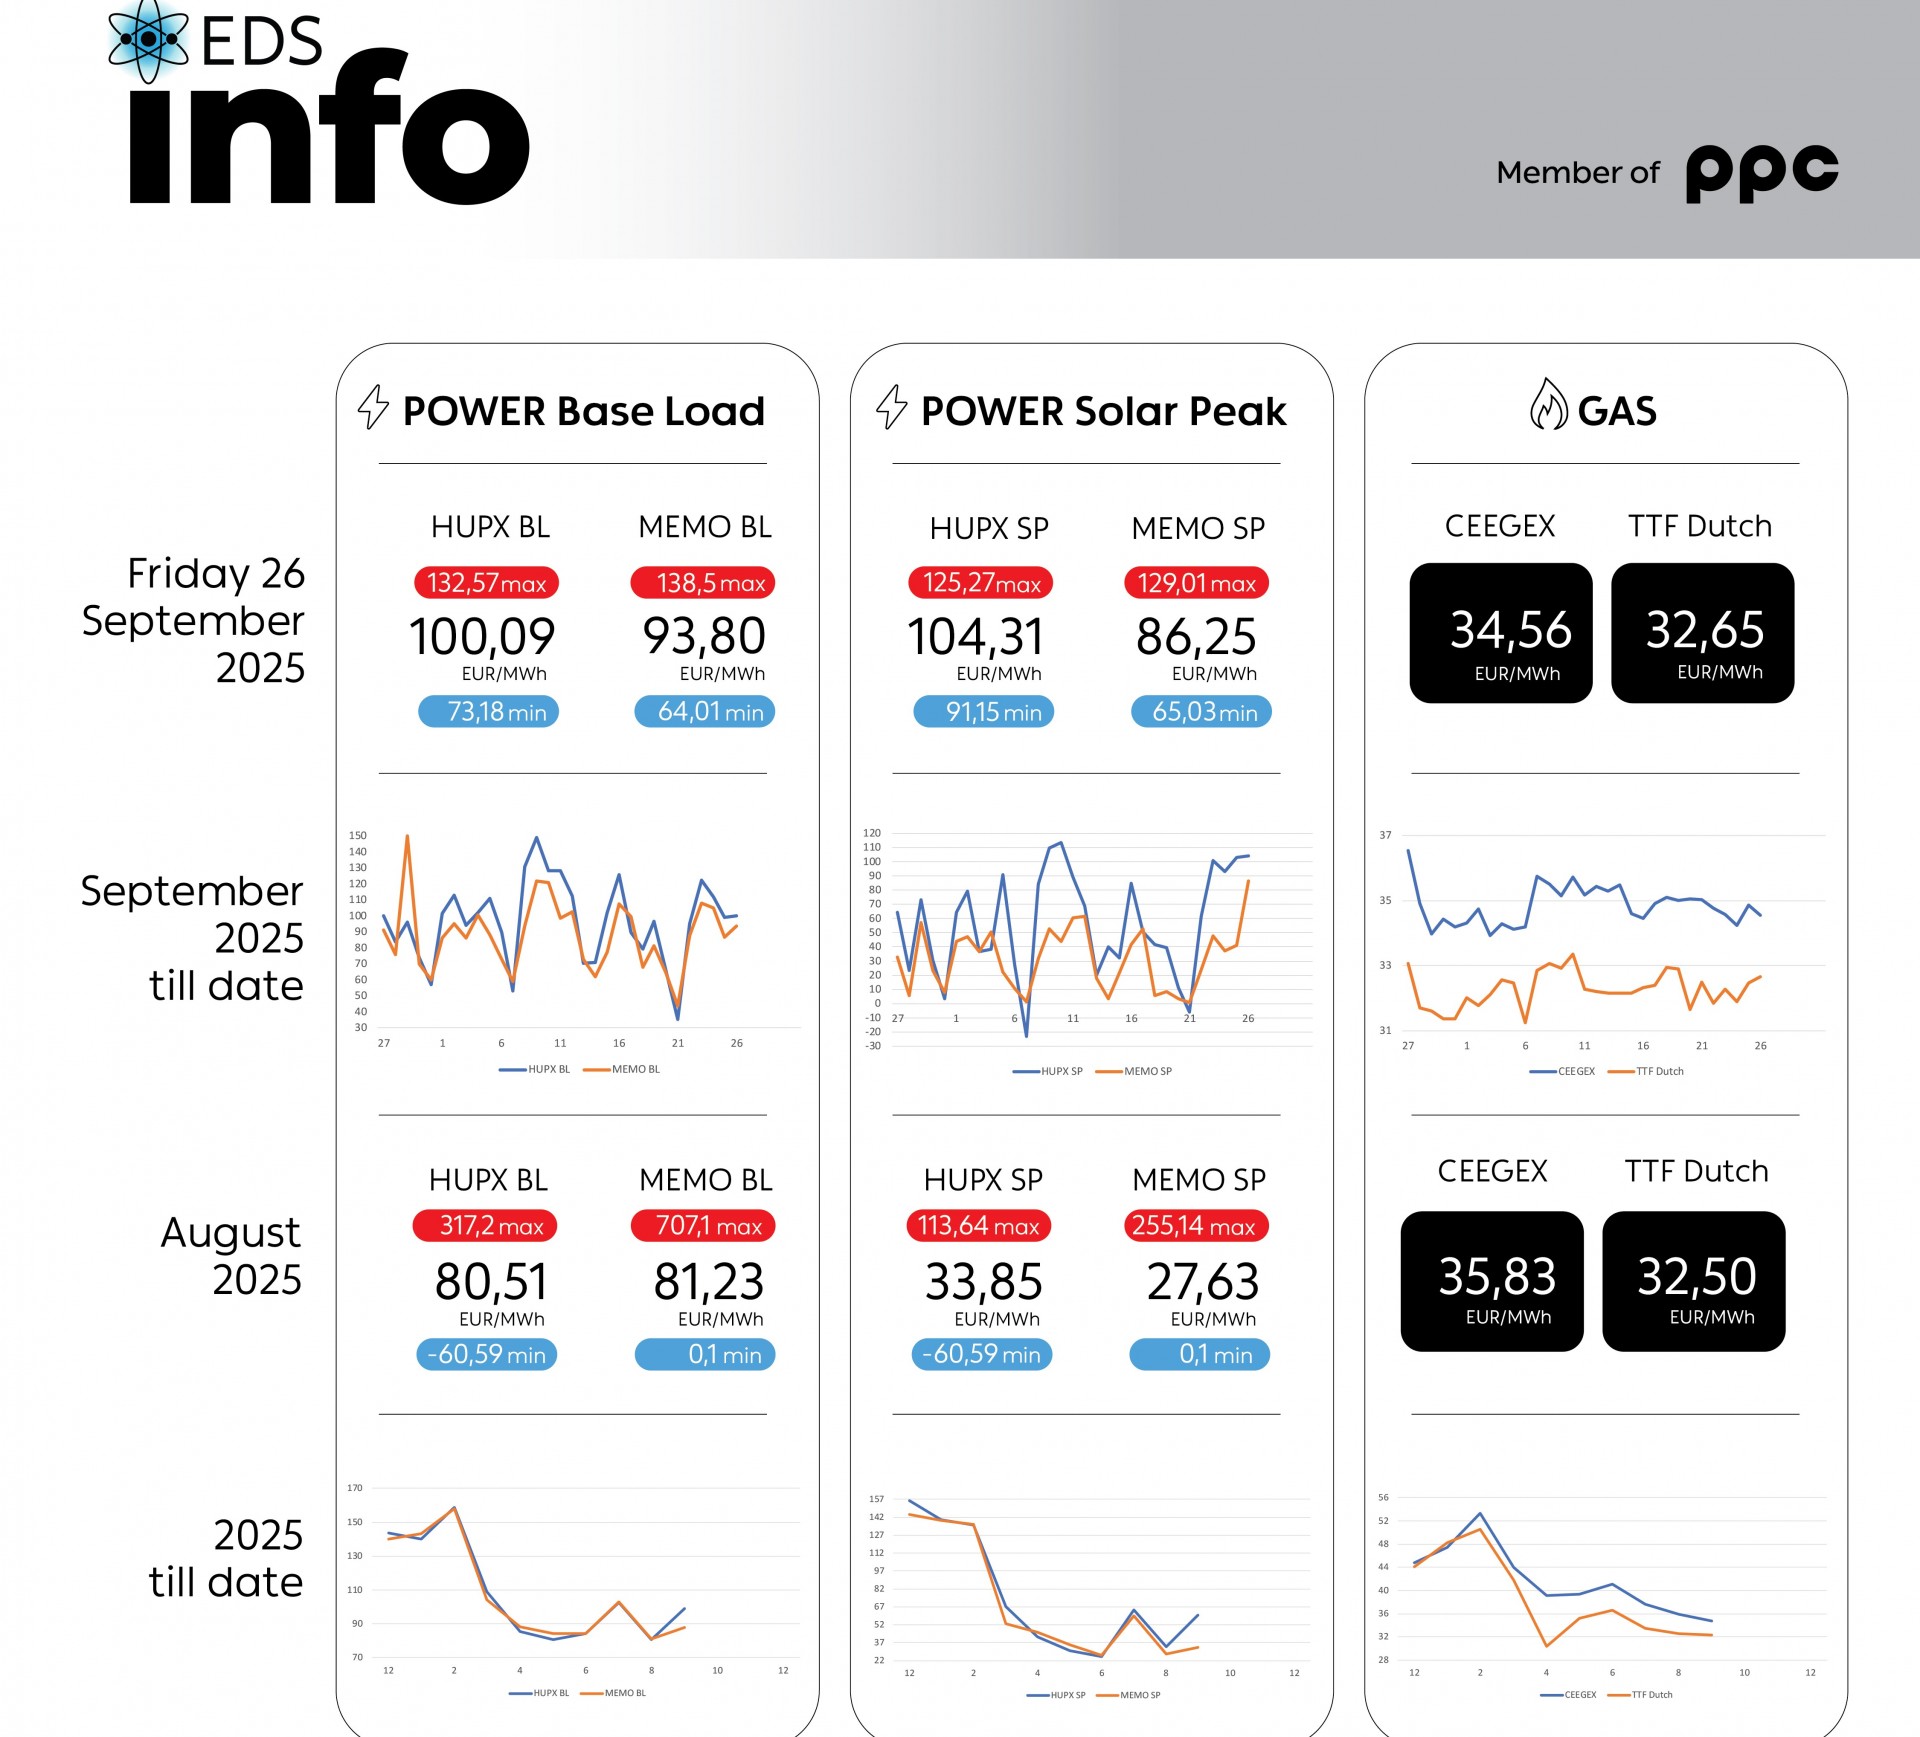 EDS
info
Member of ppc
POWER Base Load
POWER Solar Peak
GAS
Friday 26
September
2025
HUPX BL
MEMO BL
132,57 max
138,5 max
100,09
93,80
EUR/MWh
EUR/MWh
73,18 min
64,01 min
HUPX SP
MEMO SP
125,27 max
129,01 max
104,31
86,25
EUR/MWh
EUR/MWh
91,15 min
65,03 min
CEEGEX
TTF Dutch
34,56
32,65
EUR/MWh
EUR/MWh
September
2025
till date
150
140
130
120
110
100
90
80
70
60
50
40
30
27 1 6 11 16 21 26
HUPX BL MEMO BL
120
110
100
90
80
70
60
50
40
30
20
10
0
-10
-20
-30
27 1 6 11 16 21 26
HUPX SP MEMO SP
37
35
33
31
27 1 6 11 16 21 26
CEEGEX TTF Dutch
August
2025
HUPX BL
MEMO BL
317,2 max
707,1 max
80,51
81,23
EUR/MWh
EUR/MWh
-60,59 min
0,1 min
HUPX SP
MEMO SP
113,64 max
255,14 max
33,85
27,63
EUR/MWh
EUR/MWh
-60,59 min
0,1 min
CEEGEX
TTF Dutch
35,83
32,50
EUR/MWh
EUR/MWh
2025
till date
170
150
130
110
90
70
12 2 4 6 8 10 12
HUPX BL MEMO BL
157
142
127
112
97
82
67
52
37
22
12 2 4 6 8 10 12
HUPX SP MEMO SP
56
52
48
44
40
36
32
28
12 2 4 6 8 10 12
CEEGEX TTF Dutch